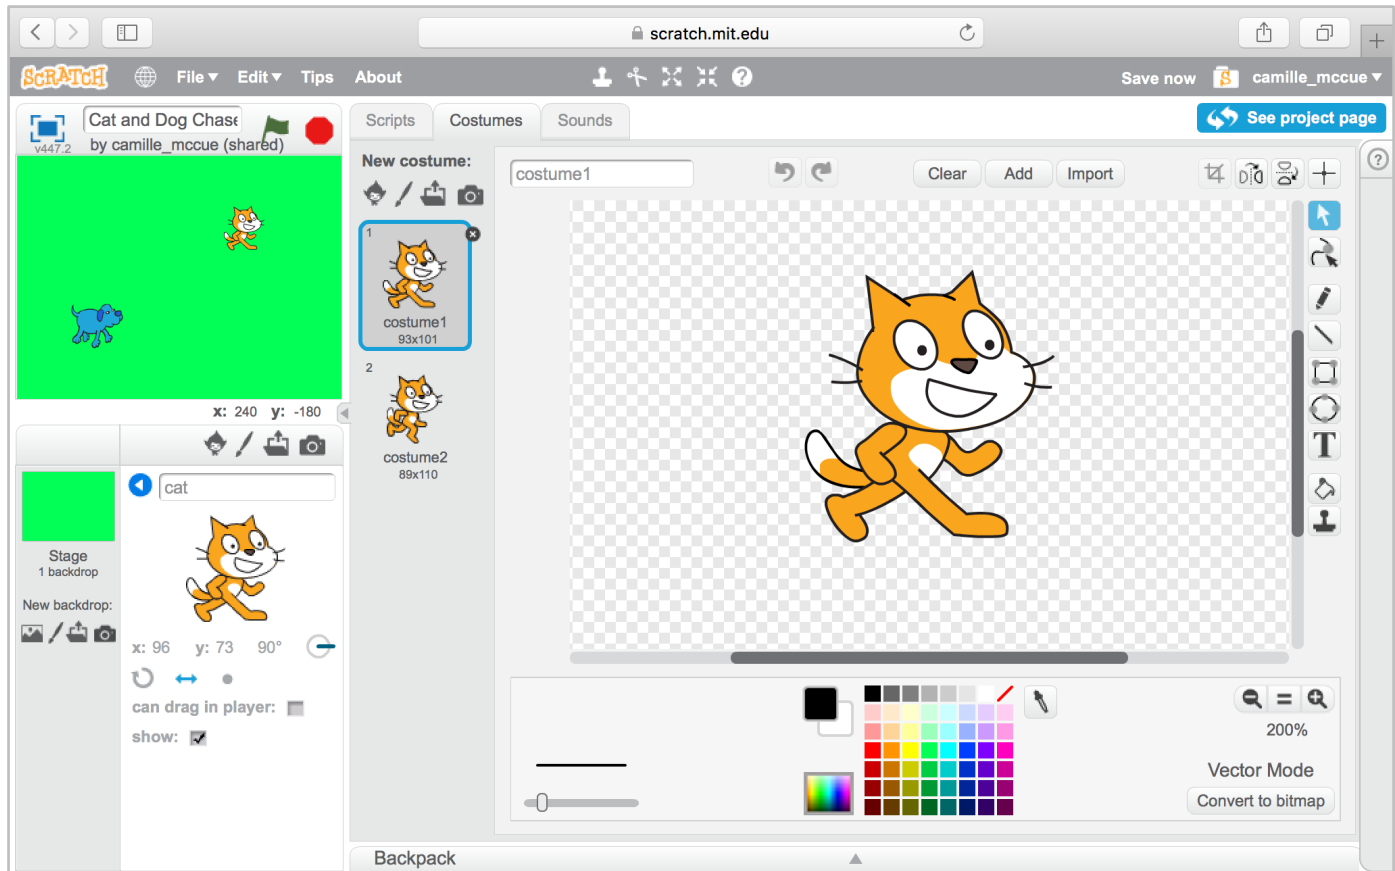 scratch.mit.edu
SCRATCH File Edit Tips About Save now S camille_mccue
Cat and Dog Chase
v447.2 by camille_mccue (shared)
Scripts Costumes Sounds
See project page
New costume:
costume1
Clear Add Import
1
costume1
93x101
2
costume2
89x110
T
x: 240 y: -180
cat
Stage
1 backdrop
New backdrop:
x: 96 y: 73 90°
can drag in player:
show:
200%
Vector Mode
Convert to bitmap
Backpack